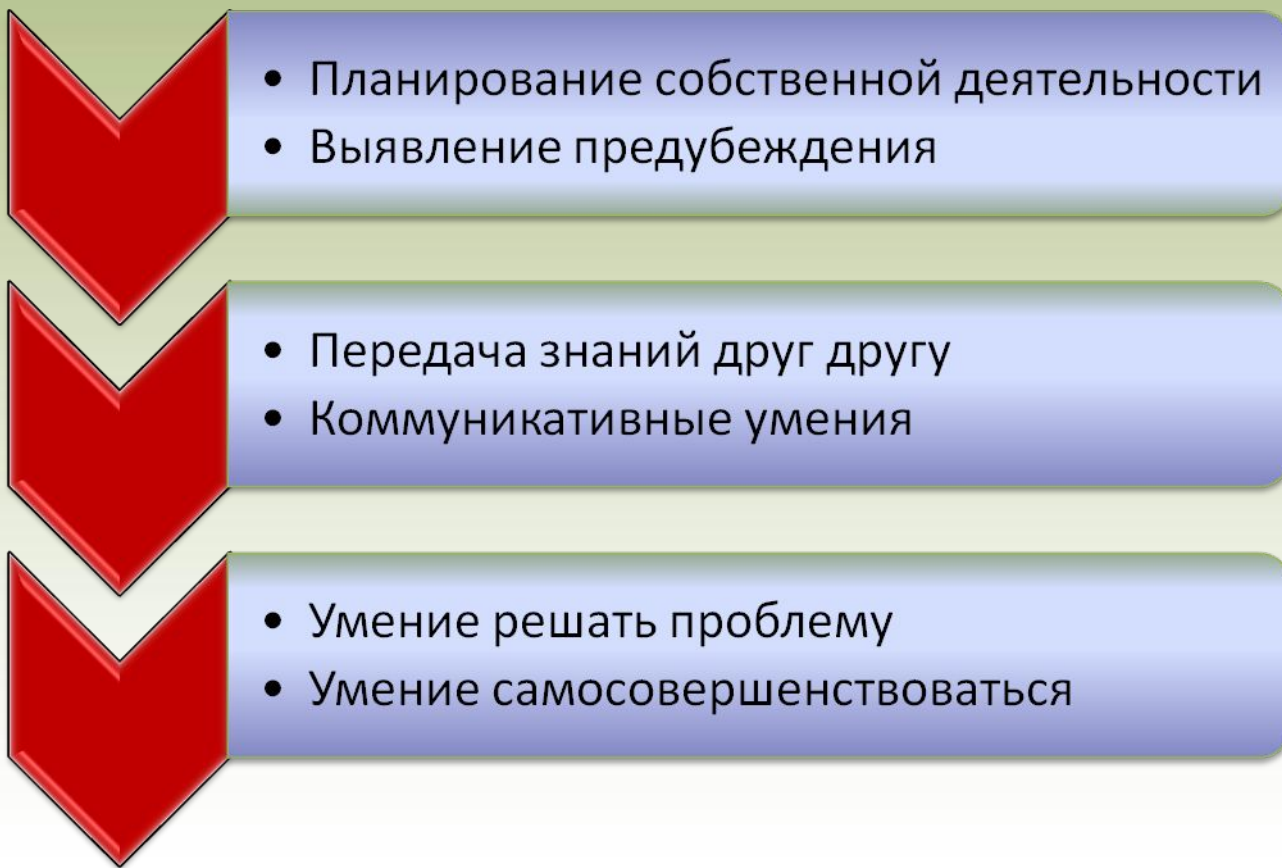 • Планирование собственной деятельности
• Выявление предубеждения
• Передача знаний друг другу
• Коммуникативные умения
• Умение решать проблему
• Умение самосовершенствоваться